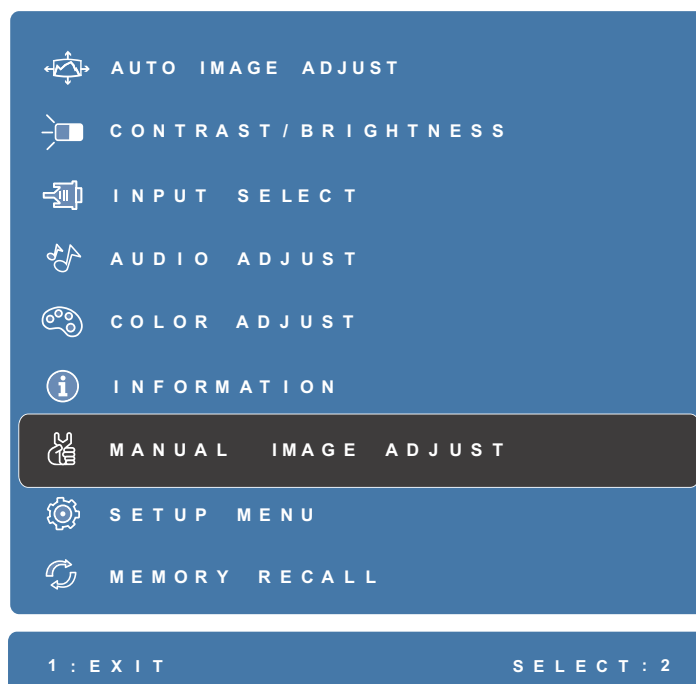 AUTO IMAGE ADJUST
CONTRAST/BRIGHTNESS
INPUT SELECT
AUDIO ADJUST
COLOR ADJUST
INFORMATION
MANUAL IMAGE ADJUST
SETUP MENU
MEMORY RECALL
1:EXIT SELECT:2